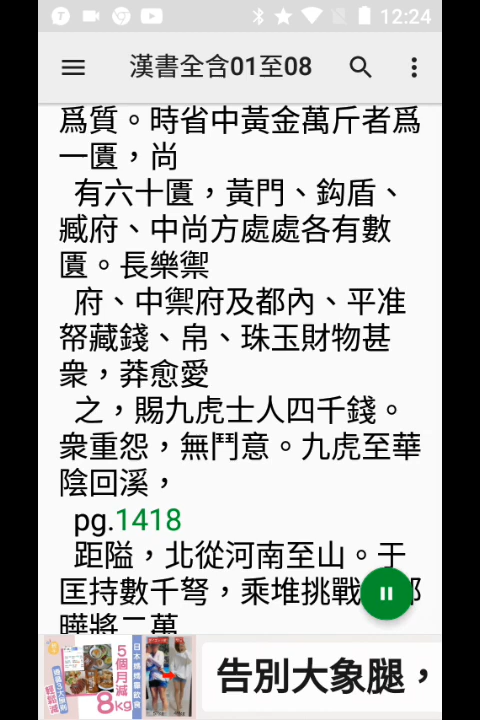 12:24
漢書全含01至08
爲質。時省中黃金萬斤者爲
一匱，尚
有六十匱，黃門、鈎盾、
臧府、中尚方處處各有數
匱。長樂禦
府、中禦府及都內、平准
帑藏錢、帛、珠玉財物甚
衆，莽愈愛
之，賜九虎士人四千錢。
衆重怨，無鬥意。九虎至華
陰回溪，
pg.1418
距隘，北從河南至山。于
匡持數千弩，乘堆挑戰
曄將二萬
5個月減
8kg
告別大象腿，